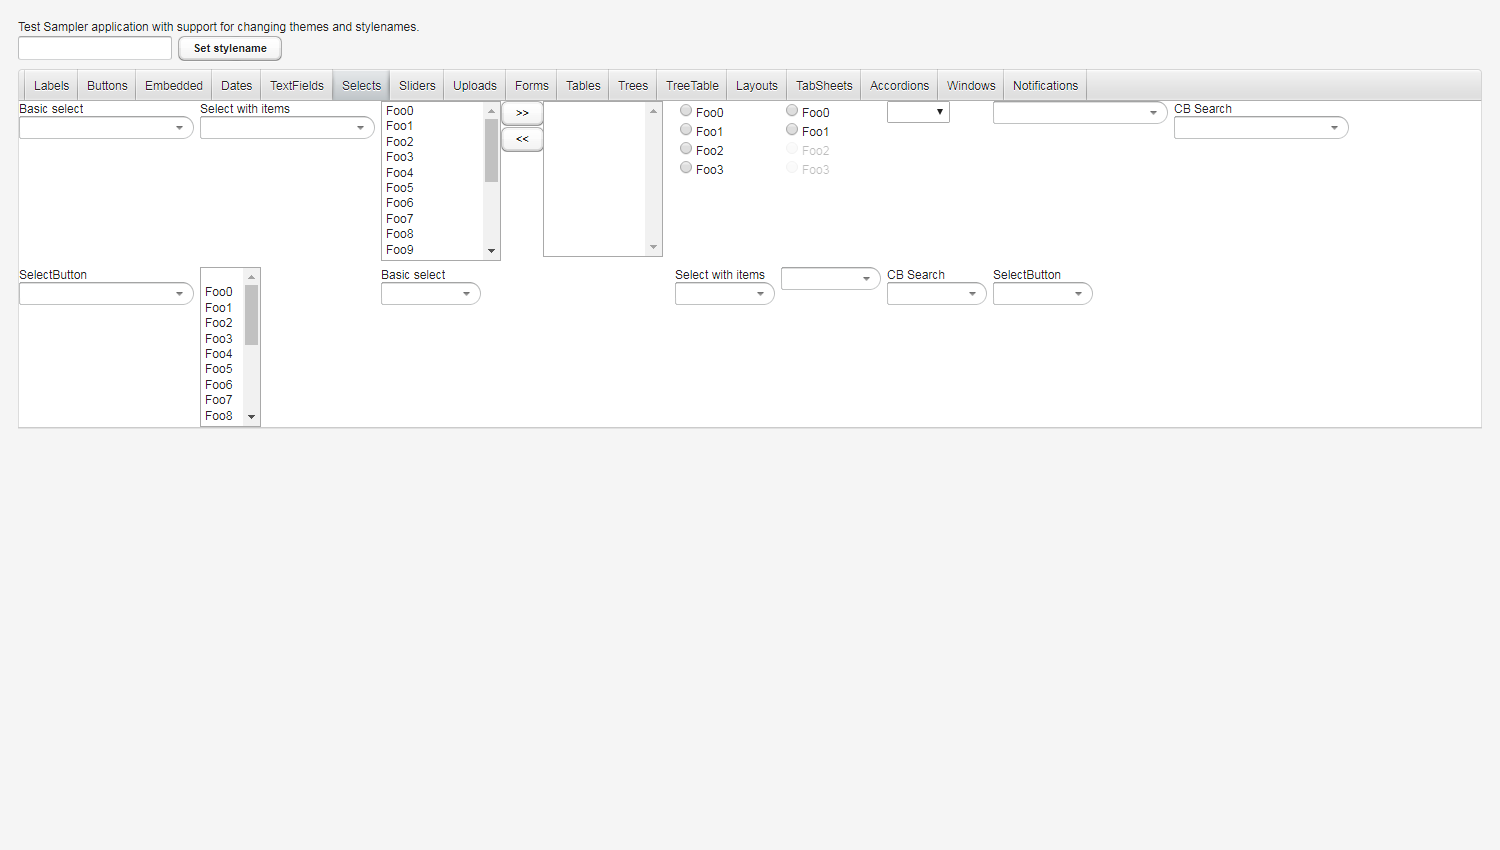 Test Sampler application with support for changing themes and stylenames.
Set stylename
Labels Buttons Embedded Dates TextFields Selects Sliders Uploads Forms Tables Trees TreeTable Layouts TabSheets Accordions Windows Notifications
Basic select
Select with items
Foo0
Foo1
Foo2
Foo3
Foo4
Foo5
Foo6
Foo7
Foo8
Foo9
>>
<<
Foo0
Foo1
Foo2
Foo3
Foo0
Foo1
Foo2
Foo3
CB Search
SelectButton
Foo0
Foo1
Foo2
Foo3
Foo4
Foo5
Foo6
Foo7
Foo8
Basic select
Select with items
CB Search
SelectButton